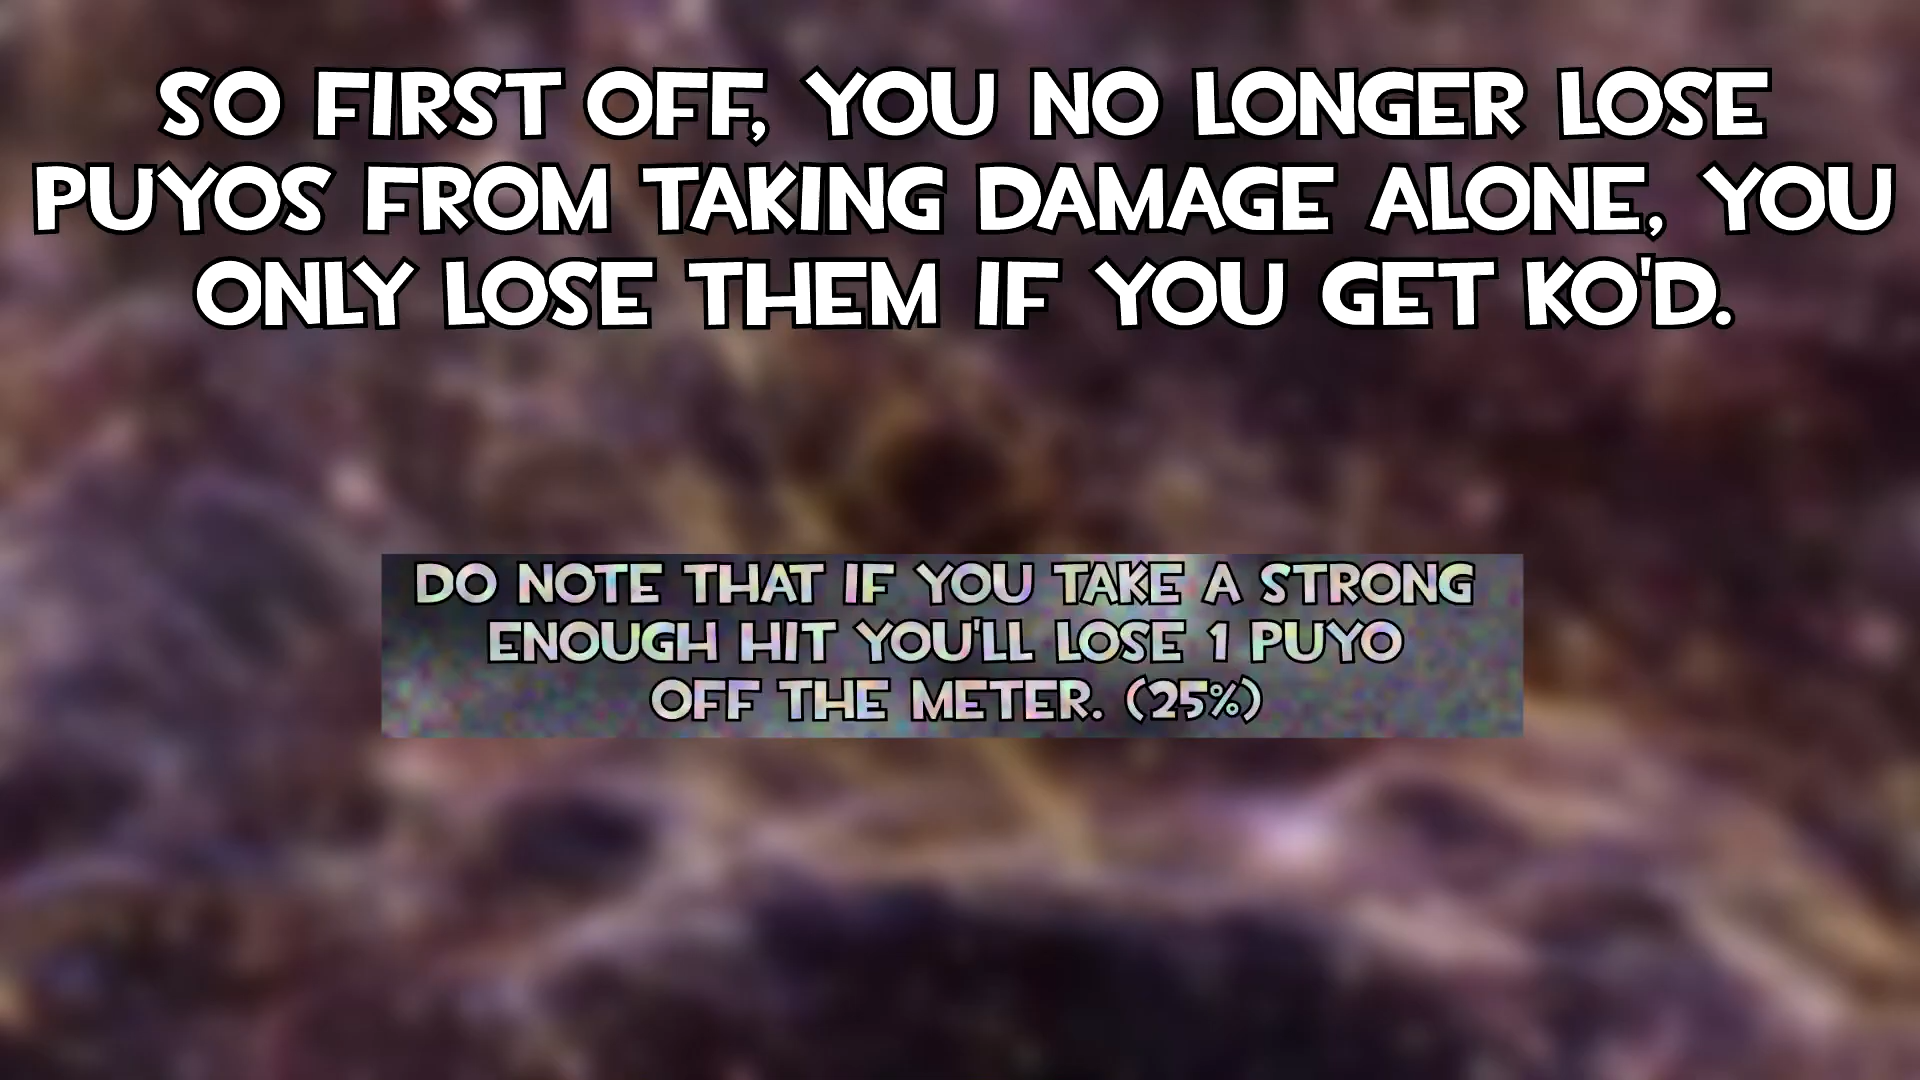 SO FIRST OFF, YOU NO LONGER LOSE
PUYOS FROM TAKING DAMAGE ALONE, YOU
ONLY LOSE THEM IF YOU GET KO'D.
DO NOTE THAT IF YOU TAKE A STRONG
ENOUGH HIT YOU'LL LOSE 1 PUYO
OFF THE METER. (25%)